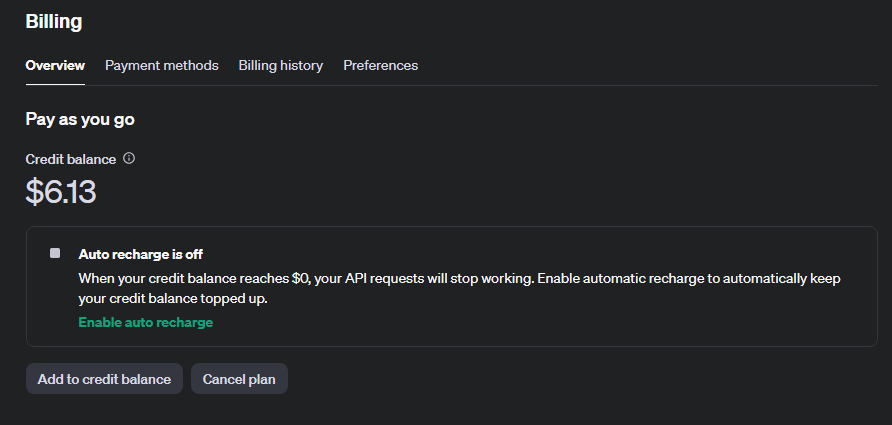 Billing
Overview Payment methods Billing history Preferences
Pay as you go
Credit balance
$6.13
Auto recharge is off
When your credit balance reaches $0, your API requests will stop working. Enable automatic recharge to automatically keep
your credit balance topped up.
Enable auto recharge
Add to credit balance Cancel plan